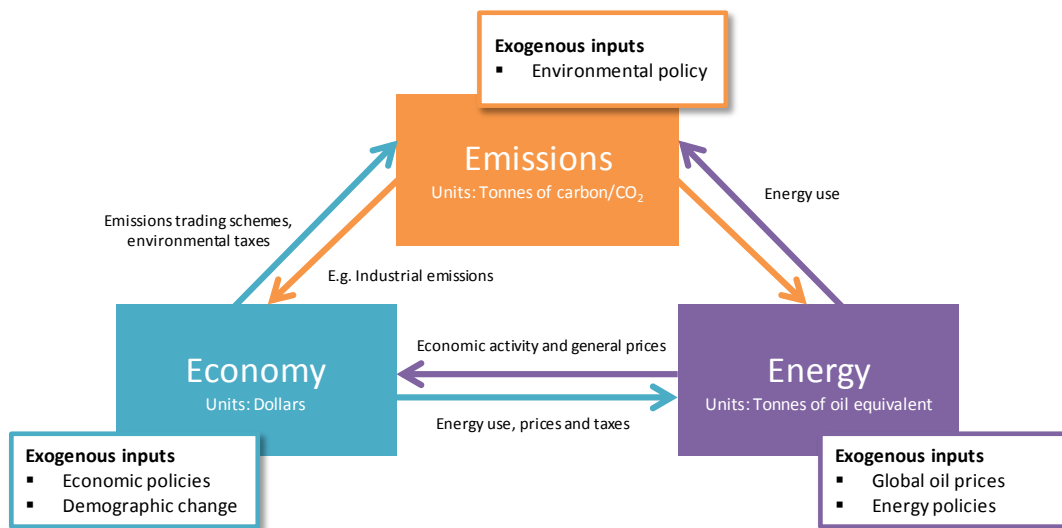 Exogenous inputs
▪ Environmental policy
Emissions
Units: Tonnes of carbon/CO₂
Energy use
Emissions trading schemes,
environmental taxes
E.g. Industrial emissions
Economy
Units: Dollars
Economic activity and general prices
Energy use, prices and taxes
Energy
Units: Tonnes of oil equivalent
Exogenous inputs
▪ Economic policies
▪ Demographic change
Exogenous inputs
▪ Global oil prices
▪ Energy policies